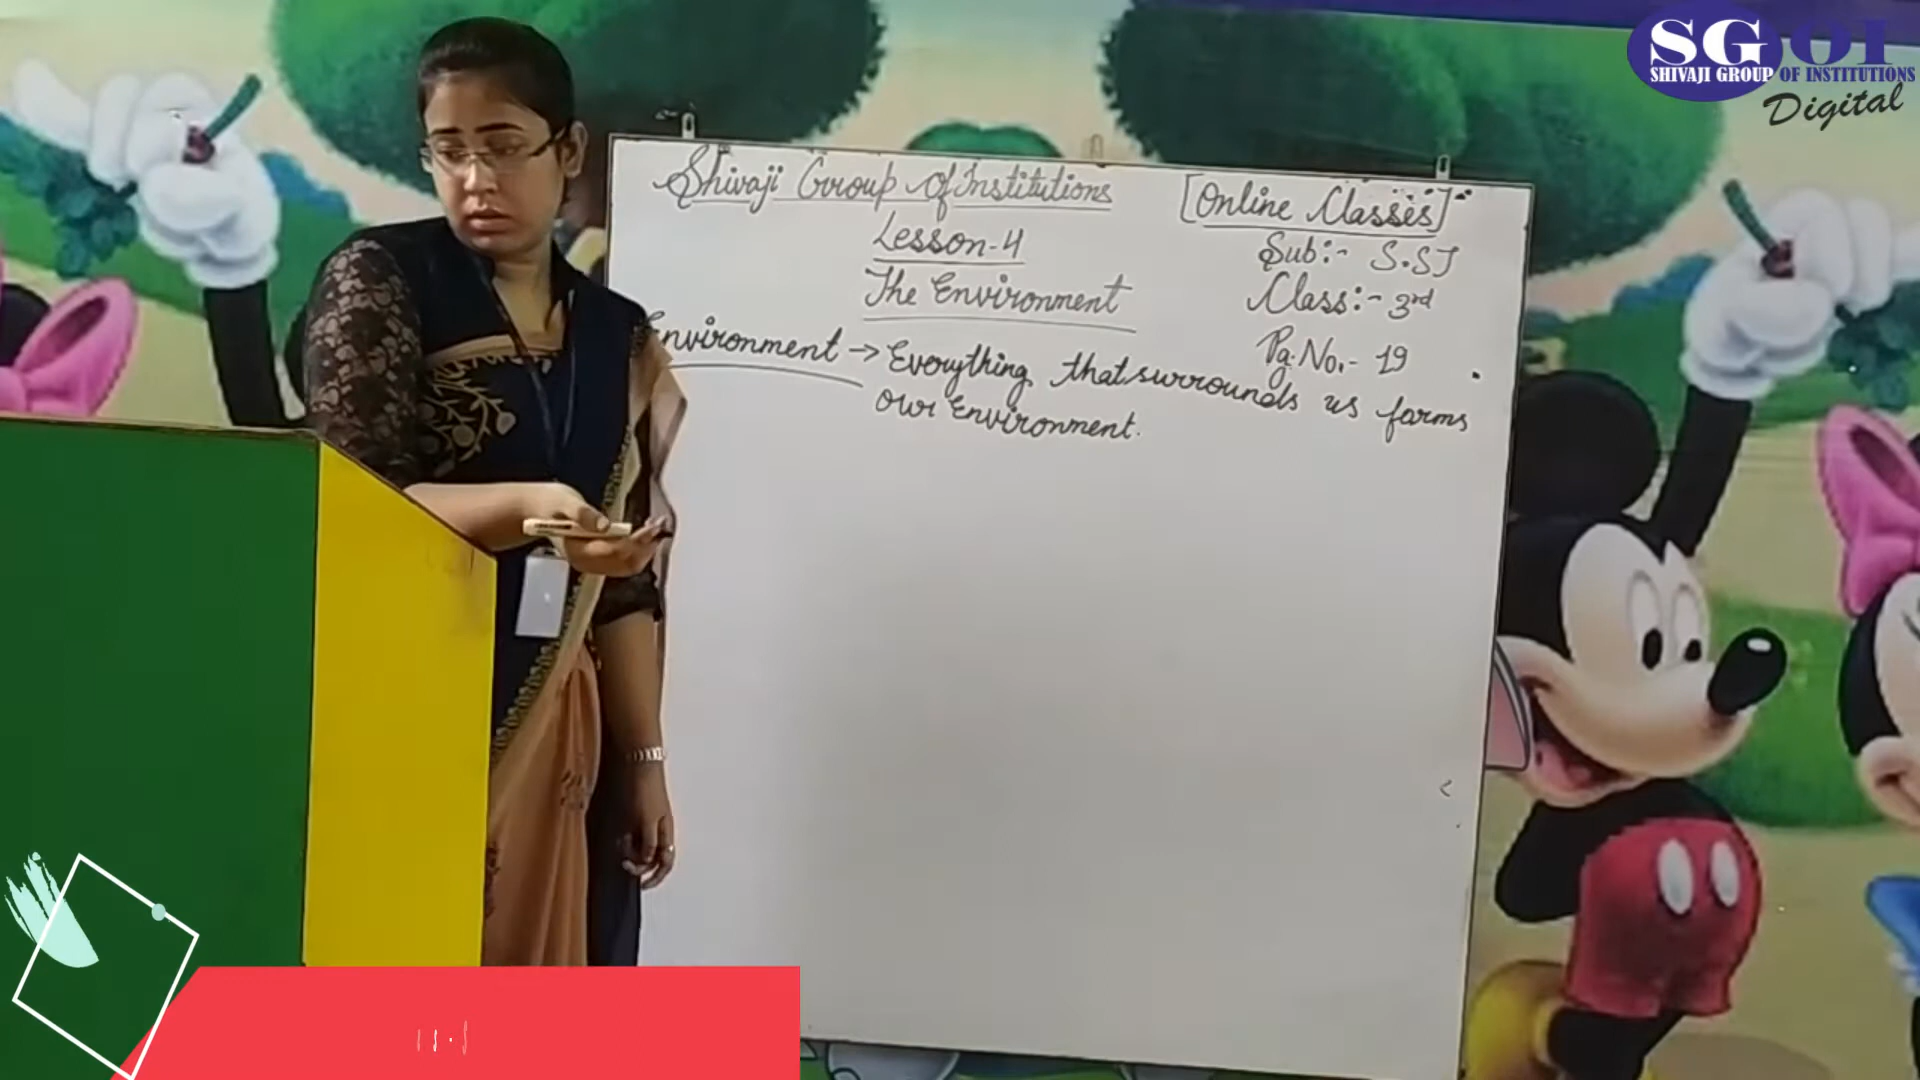 SGOI
SHIVAJI GROUP OF INSTITUTIONS
Digital
Shivaji Group Of Institutions
[Online Classes]
Lesson-4
Sub:- S.ST
The Environment
Class:- 3rd
Pg. No.- 19
Environment → Everything that surrounds us forms
our Environment.